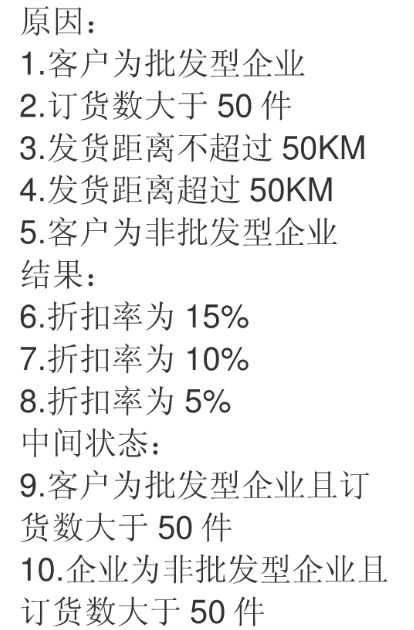 原因：
1.客户为批发型企业
2.订货数大于 50 件
3.发货距离不超过 50KM
4.发货距离超过 50KM
5.客户为非批发型企业
结果：
6.折扣率为 15%
7.折扣率为 10%
8.折扣率为 5%
中间状态：
9.客户为批发型企业且订
货数大于 50 件
10.企业为非批发型企业且
订货数大于 50 件